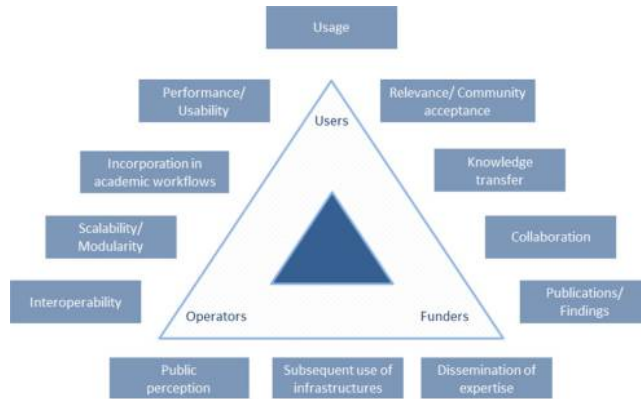 Usage
Performance/
Usability
Relevance/ Community
acceptance
Users
Incorporation in
academic workflows
Knowledge
transfer
Scalability/
Modularity
Collaboration
Interoperability
Publications/
Findings
Operators
Funders
Public
perception
Subsequent use of
infrastructures
Dissemination of
expertise